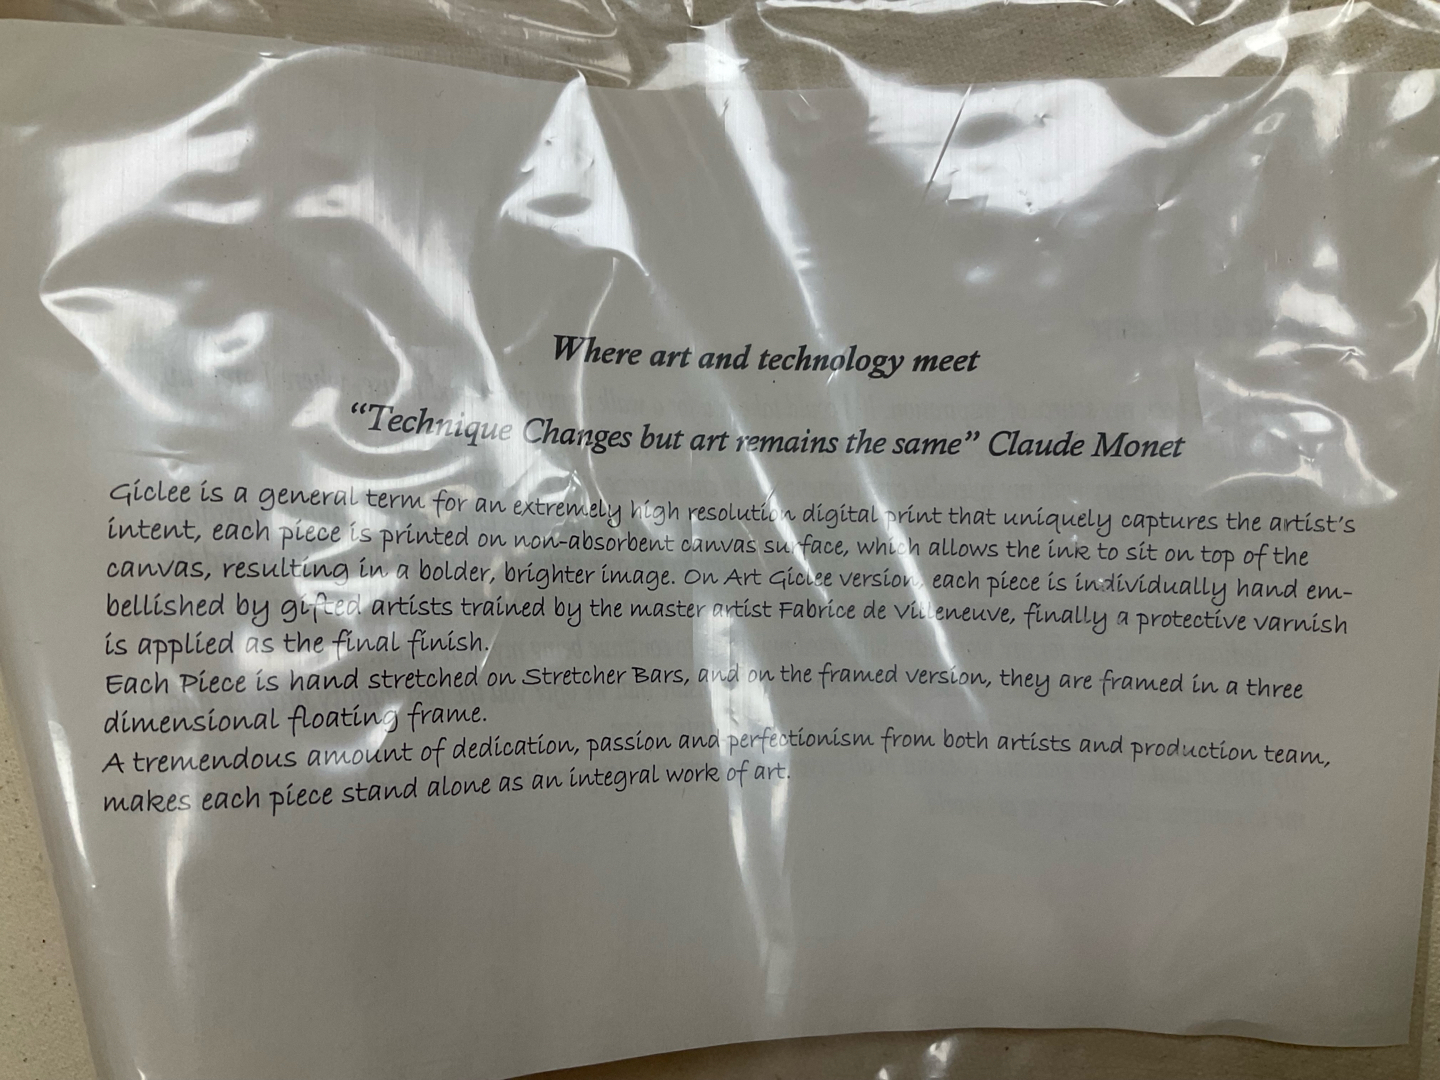 Where art and technology meet
“Technique Changes but art remains the same” Claude Monet
Giclee is a general term for an extremely high resolution digital print that uniquely captures the artist's
intent, each piece is printed on non-absorbent canvas surface, which allows the ink to sit on top of the
canvas, resulting in a bolder, brighter image. On Art Giclee version, each piece is individually hand em-
bellished by gifted artists trained by the master artist Fabrice de Villeneuve, finally a protective varnish
is applied as the final finish.
Each Piece is hand stretched on Stretcher Bars, and on the framed version, they are framed in a three
dimensional floating frame.
A tremendous amount of dedication, passion and perfectionism from both artists and production team,
makes each piece stand alone as an integral work of art.